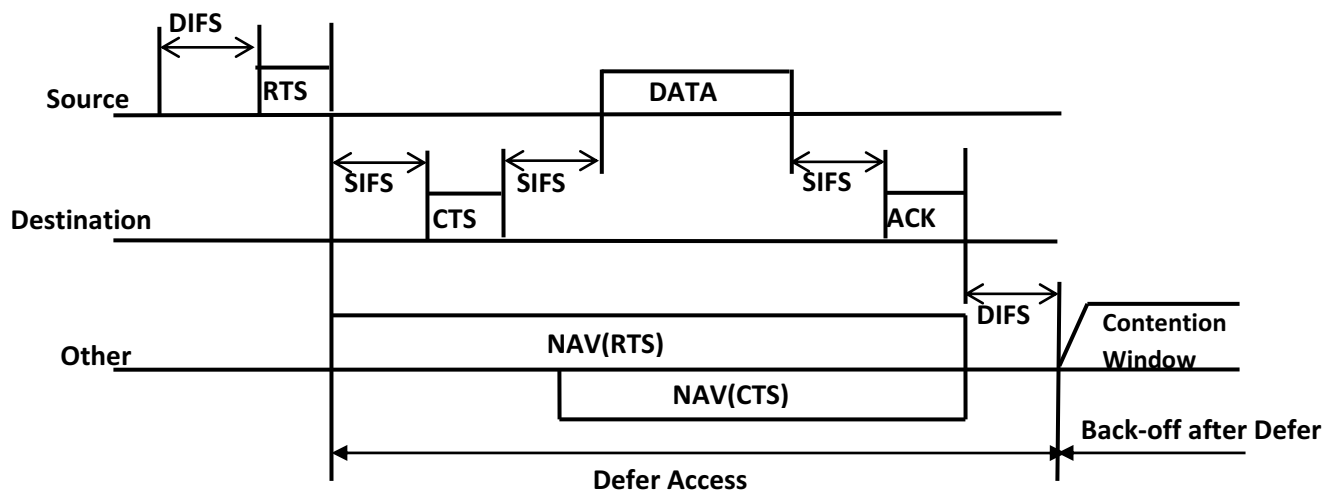 DIFS
RTS
DATA
Source
SIFS
SIFS
SIFS
CTS
ACK
Destination
DIFS
Contention
Window
NAV(RTS)
Other
NAV(CTS)
Back-off after Defer
Defer Access